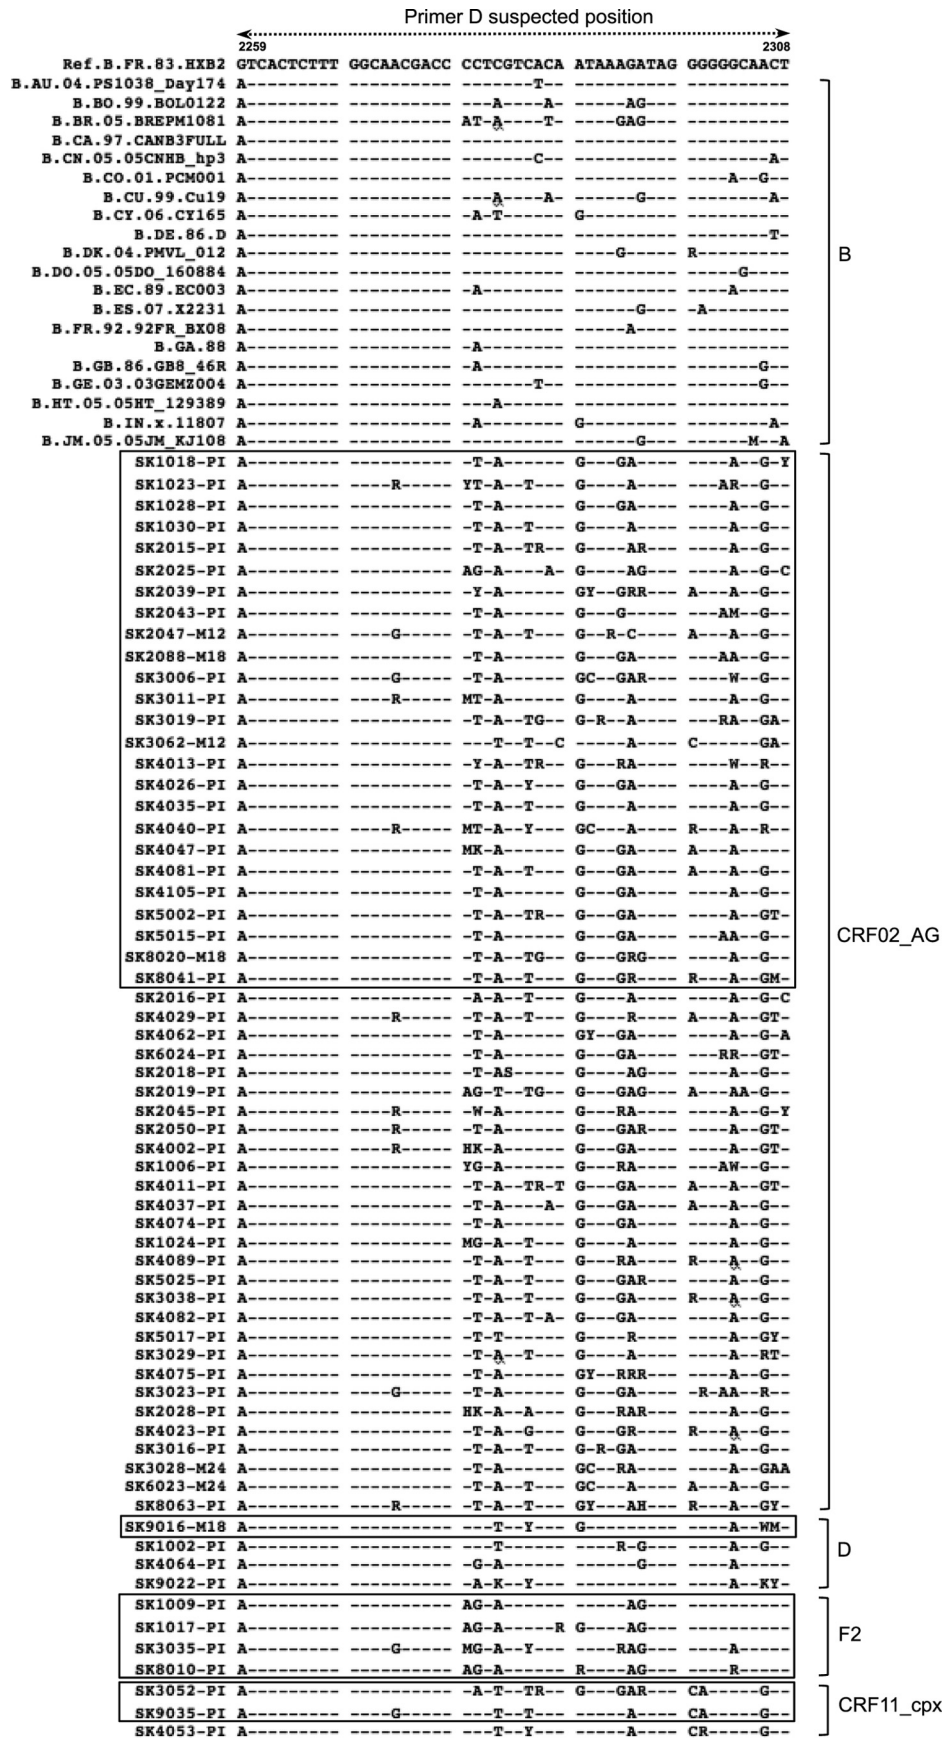 Primer D suspected position
2259 2308
Ref.B.FR.83.HXB2 GTCACTCTTT GGCAACGACC CCTCGTCACA ATAAAGATAG GGGGGCAACT
B.AU.04.PS1038_Day174 A--------- ---------- -------T-- ---------- ----------
B.BO.99.BOL0122 A--------- ---------- ---A----A- -----AG--- ----------
B.BR.05.BREPM1081 A--------- ---------- AT-A----T- ----GAG--- ----------
B.CA.97.CANB3FULL A--------- ---------- ---------- ---------- ----------
B.CN.05.05CNHB_hp3 A--------- ---------- -------C-- ---------- --------A-
B.CO.01.PCM001 A--------- ---------- ---------- ---------- ----A--G--
B.CU.99.Cu19 A--------- ---------- ---A----A- ------G--- --------A-
B.CY.06.CY165 A--------- ---------- -A-T------ G--------- ----------
B.DE.86.D A--------- ---------- ---------- ---------- --------T-
B.DK.04.PMVL_012 A--------- ---------- ---------- ----G----- R---------
B.DO.05.05DO_160884 A--------- ---------- ---------- ---------- -----G----
B.EC.89.EC003 A--------- ---------- -A-------- ---------- ----A-----
B.ES.07.X2231 A--------- ---------- ---------- ------G--- -A--------
B.FR.92.92FR_BX08 A--------- ---------- ---------- -----A---- ----------
B.GA.88 A--------- ---------- -A-------- ---------- ----------
B.GB.86.GB8_46R A--------- ---------- -A-------- ---------- -------G--
B.GE.03.03GEMZ004 A--------- ---------- -------T-- ---------- -------G--
B.HT.05.05HT_129389 A--------- ---------- ---A------ ---------- ----------
B.IN.x.11807 A--------- ---------- -A-------- G--------- --------A-
B.JM.05.05JM_KJ108 A--------- ---------- ---------- ------G--- ------M--A
B
SK1018-PI A--------- ---------- -T-A------ G---GA---- ----A--G-Y
SK1023-PI A--------- ----R----- YT-A--T--- G----A---- ---AR--G--
SK1028-PI A--------- ---------- -T-A------ G---GA---- ----A--G--
SK1030-PI A--------- ---------- -T-A--T--- G----A---- ----A--G--
SK2015-PI A--------- ---------- -T-A--TR-- G----AR--- ----A--G--
SK2025-PI A--------- ---------- AG-A----A- G----AG--- ----A--G-C
SK2039-PI A--------- ---------- -Y-A------ GY--GRR--- A---A--G--
SK2043-PI A--------- ---------- -T-A------ G---G----- ---AM--G--
SK2047-M12 A--------- ----G----- -T-A--T--- G--R-C---- A---A--G--
SK2088-M18 A--------- ---------- -T-A------ G---GA---- ---AA--G--
SK3006-PI A--------- ----G----- -T-A------ GC--GAR--- ----W--G--
SK3011-PI A--------- ----R----- MT-A------ G----A---- ----A--G--
SK3019-PI A--------- ---------- -T-A--TG-- G-R--A---- ---RA--GA-
SK3062-M12 A--------- ---------- ---T--T--C -----A---- C------GA-
SK4013-PI A--------- ---------- -Y-A--TR-- G---RA---- ----W--R--
SK4026-PI A--------- ---------- -T-A--Y--- G---GA---- ----A--G--
SK4035-PI A--------- ---------- -T-A--T--- G----A---- ----A--G--
SK4040-PI A--------- ----R----- MT-A--Y--- GC---A---- R---A--R--
SK4047-PI A--------- ---------- MK-A------ G---GA---- A---A-----
SK4081-PI A--------- ---------- -T-A--T--- G---GA---- A---A--G--
SK4105-PI A--------- ---------- -T-A------ G---GA---- ----A--G--
SK5002-PI A--------- ---------- -T-A--TR-- G---GA---- ----A--GT-
SK5015-PI A--------- ---------- -T-A------ G---GA---- ---AA--G--
SK8020-M18 A--------- ---------- -T-A--TG-- G---GRG--- ----A--G--
SK8041-PI A--------- ---------- -T-A--T--- G---GR---- R---A--GM-
SK2016-PI A--------- ---------- -A-A--T--- G----A---- ----A--G-C
SK4029-PI A--------- ----R----- -T-A--T--- G----R---- A---A--GT-
SK4062-PI A--------- ---------- -T-A------ GY--GA---- ----A--G-A
SK6024-PI A--------- ---------- -T-A------ G---GA---- ---RR--GT-
SK2018-PI A--------- ---------- -T-AS----- G----AG--- ----A--G--
SK2019-PI A--------- ---------- AG-T--TG-- G---GAG--- A---AA-G--
SK2045-PI A--------- ----R----- -W-A------ G---RA---- ----A--G-Y
SK2050-PI A--------- ----R----- -T-A------ G---GAR--- ----A--GT-
SK4002-PI A--------- ----R----- HK-A------ G---GA---- ----A--GT-
SK1006-PI A--------- ---------- YG-A------ G---RA---- ---AW--G--
SK4011-PI A--------- ---------- -T-A--TR-T G---GA---- A---A--GT-
SK4037-PI A--------- ---------- -T-A----A- G---GA---- A---A--G--
SK4074-PI A--------- ---------- -T-A------ G---GA---- ----A--G--
SK1024-PI A--------- ---------- MG-A--T--- G----A---- ----A--G--
SK4089-PI A--------- ---------- -T-A--T--- G---RA---- R---A--G--
SK5025-PI A--------- ---------- -T-A--T--- G---GAR--- ----A--G--
SK3038-PI A--------- ---------- -T-A--T--- G---GA---- R---A--G--
SK4082-PI A--------- ---------- -T-A--T-A- G---GA---- ----A--G--
SK5017-PI A--------- ---------- -T-T------ G----R---- ----A--GY-
SK3029-PI A--------- ---------- -T-A--T--- G----A---- ----A--RT-
SK4075-PI A--------- ---------- -T-A------ GY--RRR--- ----A--G--
SK3023-PI A--------- ----G----- -T-A------ G---GA---- -R-AA--R--
SK2028-PI A--------- ---------- HK-A--A--- G---RAR--- ----A--G--
SK4023-PI A--------- ---------- -T-A--G--- G---GR---- R---A--G--
SK3016-PI A--------- ---------- -T-A--T--- G-R-GA---- ----A--G--
SK3028-M24 A--------- ---------- -T-A------ GC--RA---- ----A--GAA
SK6023-M24 A--------- ---------- -T-A--T--- GC---A---- A---A--G--
SK8063-PI A--------- ----R----- -T-A--T--- GY---AH--- R---A--GY-
CRF02_AG
SK9016-M18 A--------- ---------- ---T--Y--- G--------- ----A--WM-
SK1002-PI A--------- ---------- ---T------ ----R-G--- ----A--G--
SK4064-PI A--------- ---------- -G-A------ ------G--- ----A-----
SK9022-PI A--------- ---------- -A-K--Y--- ---------- ----A--KY-
D
SK1009-PI A--------- ---------- AG-A------ -----AG--- ----------
SK1017-PI A--------- ---------- AG-A-----R G----AG--- ----------
SK3035-PI A--------- ----G----- MG-A--Y--- ----RAG--- ----A-----
SK8010-PI A--------- ---------- AG-A------ R----AG--- ----R-----
F2
SK3052-PI A--------- ---------- -A-T--TR-- G---GAR--- CA-----G--
SK9035-PI A--------- ----G----- ---T--T--- -----A---- CA-----G--
SK4053-PI A--------- ---------- ---T--Y--- -----A---- CR-----G--
CRF11_cpx